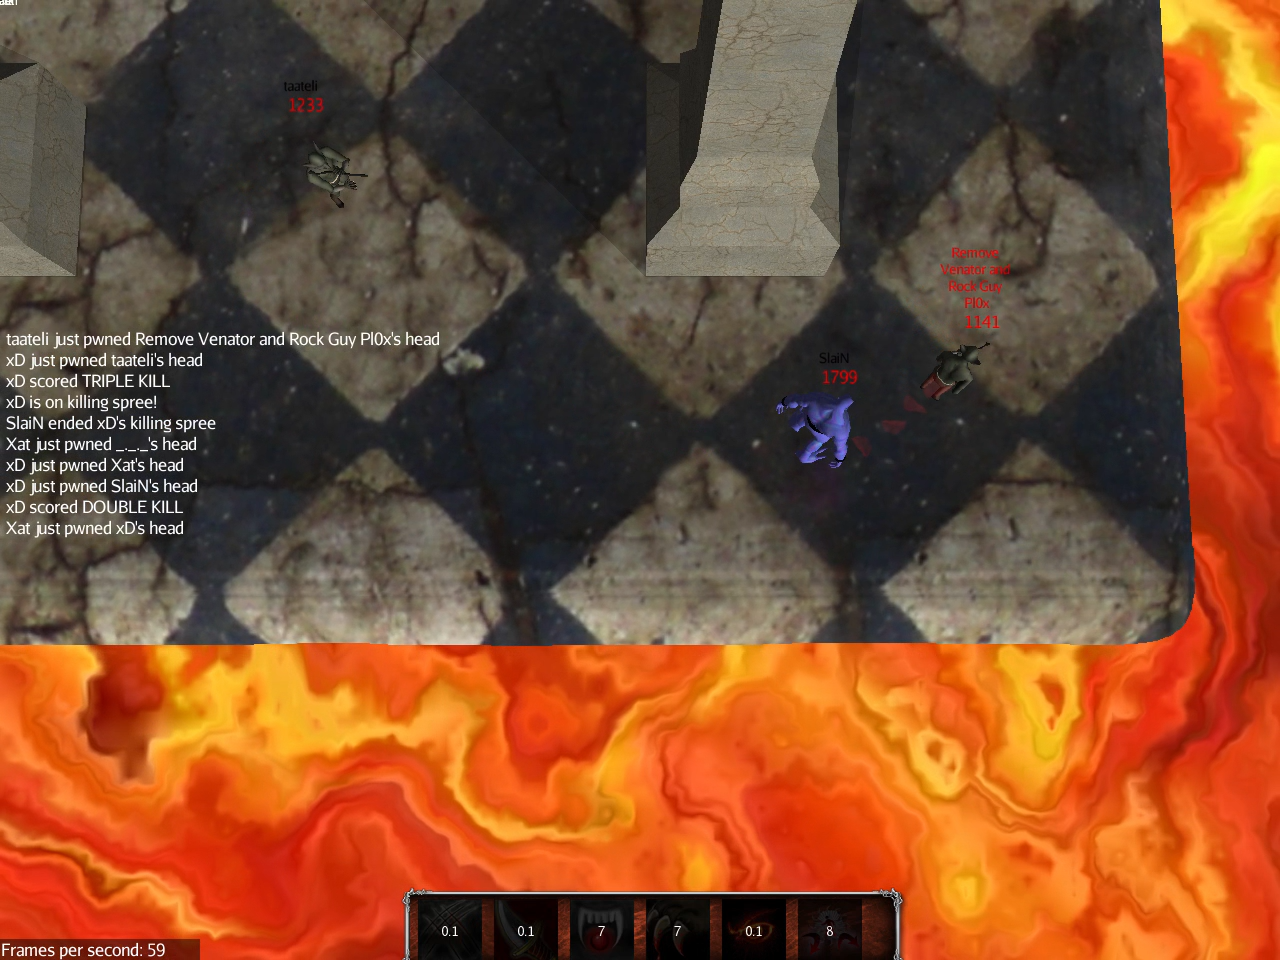 taateli
1233
Remove
Venator and
Rock Guy
Pl0x
1141
SlaiN
1799
taateli just pwned Remove Venator and Rock Guy Pl0x's head
xD just pwned taateli's head
xD scored TRIPLE KILL
xD is on killing spree!
SlaiN ended xD's killing spree
Xat just pwned _._._'s head
xD just pwned Xat's head
xD just pwned SlaiN's head
xD scored DOUBLE KILL
Xat just pwned xD's head
0.1 0.1 7 7 0.1 8
Frames per second: 59